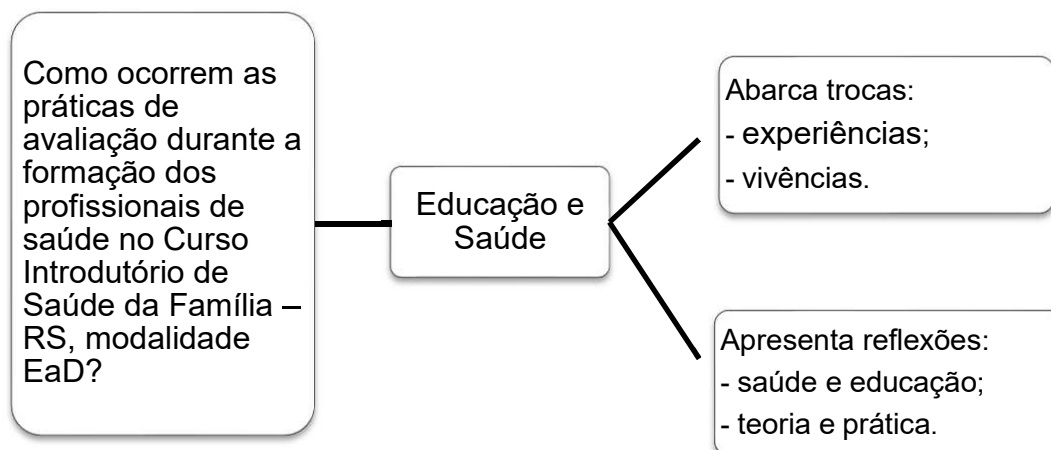 Como ocorrem as
práticas de
avaliação durante a
formação dos
profissionais de
saúde no Curso
Introdutório de
Saúde da Família –
RS, modalidade
EaD?
Educação e
Saúde
Abarca trocas:
- experiências;
- vivências.
Apresenta reflexões:
- saúde e educação;
- teoria e prática.